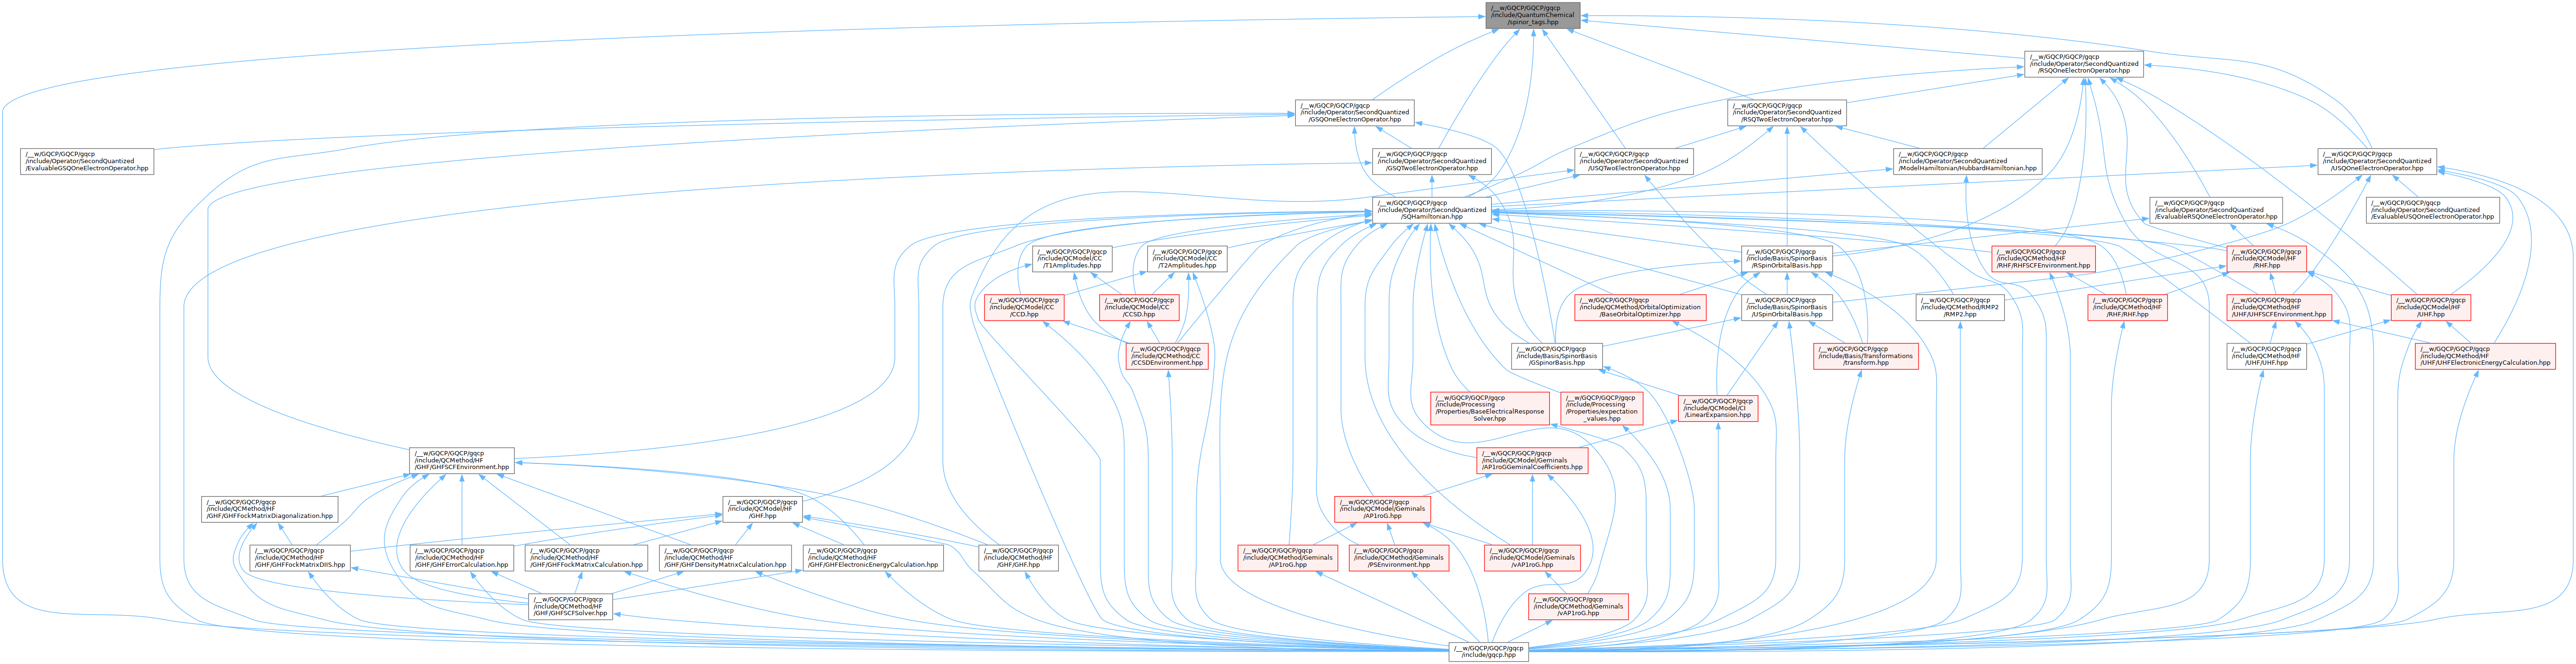 /__w/GQCP/GQCP/gqcp
/include/QuantumChemical
/spinor_tags.hpp
/__w/GQCP/GQCP/gqcp
/include/Operator/SecondQuantized
/RSQOneElectronOperator.hpp
/__w/GQCP/GQCP/gqcp
/include/Operator/SecondQuantized
/GSQOneElectronOperator.hpp
/__w/GQCP/GQCP/gqcp
/include/Operator/SecondQuantized
/RSQTwoElectronOperator.hpp
/__w/GQCP/GQCP/gqcp
/include/Operator/SecondQuantized
/EvaluableGSQOneElectronOperator.hpp
/__w/GQCP/GQCP/gqcp
/include/Operator/SecondQuantized
/GSQTwoElectronOperator.hpp
/__w/GQCP/GQCP/gqcp
/include/Operator/SecondQuantized
/USQTwoElectronOperator.hpp
/__w/GQCP/GQCP/gqcp
/include/Operator/SecondQuantized
/ModelHamiltonian/HubbardHamiltonian.hpp
/__w/GQCP/GQCP/gqcp
/include/Operator/SecondQuantized
/USQOneElectronOperator.hpp
/__w/GQCP/GQCP/gqcp
/include/Operator/SecondQuantized
/SQHamiltonian.hpp
/__w/GQCP/GQCP/gqcp
/include/Operator/SecondQuantized
/EvaluableRSQOneElectronOperator.hpp
/__w/GQCP/GQCP/gqcp
/include/Operator/SecondQuantized
/EvaluableUSQOneElectronOperator.hpp
/__w/GQCP/GQCP/gqcp
/include/QCModel/CC
/T1Amplitudes.hpp
/__w/GQCP/GQCP/gqcp
/include/QCModel/CC
/T2Amplitudes.hpp
/__w/GQCP/GQCP/gqcp
/include/Basis/SpinorBasis
/RSpinOrbitalBasis.hpp
/__w/GQCP/GQCP/gqcp
/include/QCMethod/HF
/RHF/RHFSCFEnvironment.hpp
/__w/GQCP/GQCP/gqcp
/include/QCModel/HF
/RHF.hpp
/__w/GQCP/GQCP/gqcp
/include/QCModel/CC
/CCD.hpp
/__w/GQCP/GQCP/gqcp
/include/QCModel/CC
/CCSD.hpp
/__w/GQCP/GQCP/gqcp
/include/QCMethod/OrbitalOptimization
/BaseOrbitalOptimizer.hpp
/__w/GQCP/GQCP/gqcp
/include/Basis/SpinorBasis
/USpinOrbitalBasis.hpp
/__w/GQCP/GQCP/gqcp
/include/QCMethod/RMP2
/RMP2.hpp
/__w/GQCP/GQCP/gqcp
/include/QCMethod/HF
/RHF/RHF.hpp
/__w/GQCP/GQCP/gqcp
/include/QCMethod/HF
/UHF/UHFSCFEnvironment.hpp
/__w/GQCP/GQCP/gqcp
/include/QCModel/HF
/UHF.hpp
/__w/GQCP/GQCP/gqcp
/include/QCMethod/CC
/CCSDEnvironment.hpp
/__w/GQCP/GQCP/gqcp
/include/Basis/SpinorBasis
/GSpinorBasis.hpp
/__w/GQCP/GQCP/gqcp
/include/Basis/Transformations
/transform.hpp
/__w/GQCP/GQCP/gqcp
/include/QCMethod/HF
/UHF/UHF.hpp
/__w/GQCP/GQCP/gqcp
/include/QCMethod/HF
/UHF/UHFElectronicEnergyCalculation.hpp
/__w/GQCP/GQCP/gqcp
/include/Processing
/Properties/BaseElectricalResponse
Solver.hpp
/__w/GQCP/GQCP/gqcp
/include/Processing
/Properties/expectation
_values.hpp
/__w/GQCP/GQCP/gqcp
/include/QCModel/CI
/LinearExpansion.hpp
/__w/GQCP/GQCP/gqcp
/include/QCMethod/HF
/GHF/GHFSCFEnvironment.hpp
/__w/GQCP/GQCP/gqcp
/include/QCModel/Geminals
/AP1roGGeminalCoefficients.hpp
/__w/GQCP/GQCP/gqcp
/include/QCMethod/HF
/GHF/GHFFockMatrixDiagonalization.hpp
/__w/GQCP/GQCP/gqcp
/include/QCModel/HF
/GHF.hpp
/__w/GQCP/GQCP/gqcp
/include/QCModel/Geminals
/AP1roG.hpp
/__w/GQCP/GQCP/gqcp
/include/QCMethod/HF
/GHF/GHFFockMatrixDIIS.hpp
/__w/GQCP/GQCP/gqcp
/include/QCMethod/HF
/GHF/GHFErrorCalculation.hpp
/__w/GQCP/GQCP/gqcp
/include/QCMethod/HF
/GHF/GHFFockMatrixCalculation.hpp
/__w/GQCP/GQCP/gqcp
/include/QCMethod/HF
/GHF/GHFDensityMatrixCalculation.hpp
/__w/GQCP/GQCP/gqcp
/include/QCMethod/HF
/GHF/GHFElectronicEnergyCalculation.hpp
/__w/GQCP/GQCP/gqcp
/include/QCMethod/HF
/GHF/GHF.hpp
/__w/GQCP/GQCP/gqcp
/include/QCMethod/Geminals
/AP1roG.hpp
/__w/GQCP/GQCP/gqcp
/include/QCMethod/Geminals
/PSEnvironment.hpp
/__w/GQCP/GQCP/gqcp
/include/QCModel/Geminals
/vAP1roG.hpp
/__w/GQCP/GQCP/gqcp
/include/QCMethod/HF
/GHF/GHFSCFSolver.hpp
/__w/GQCP/GQCP/gqcp
/include/QCMethod/Geminals
/vAP1roG.hpp
/__w/GQCP/GQCP/gqcp
/include/gqcp.hpp